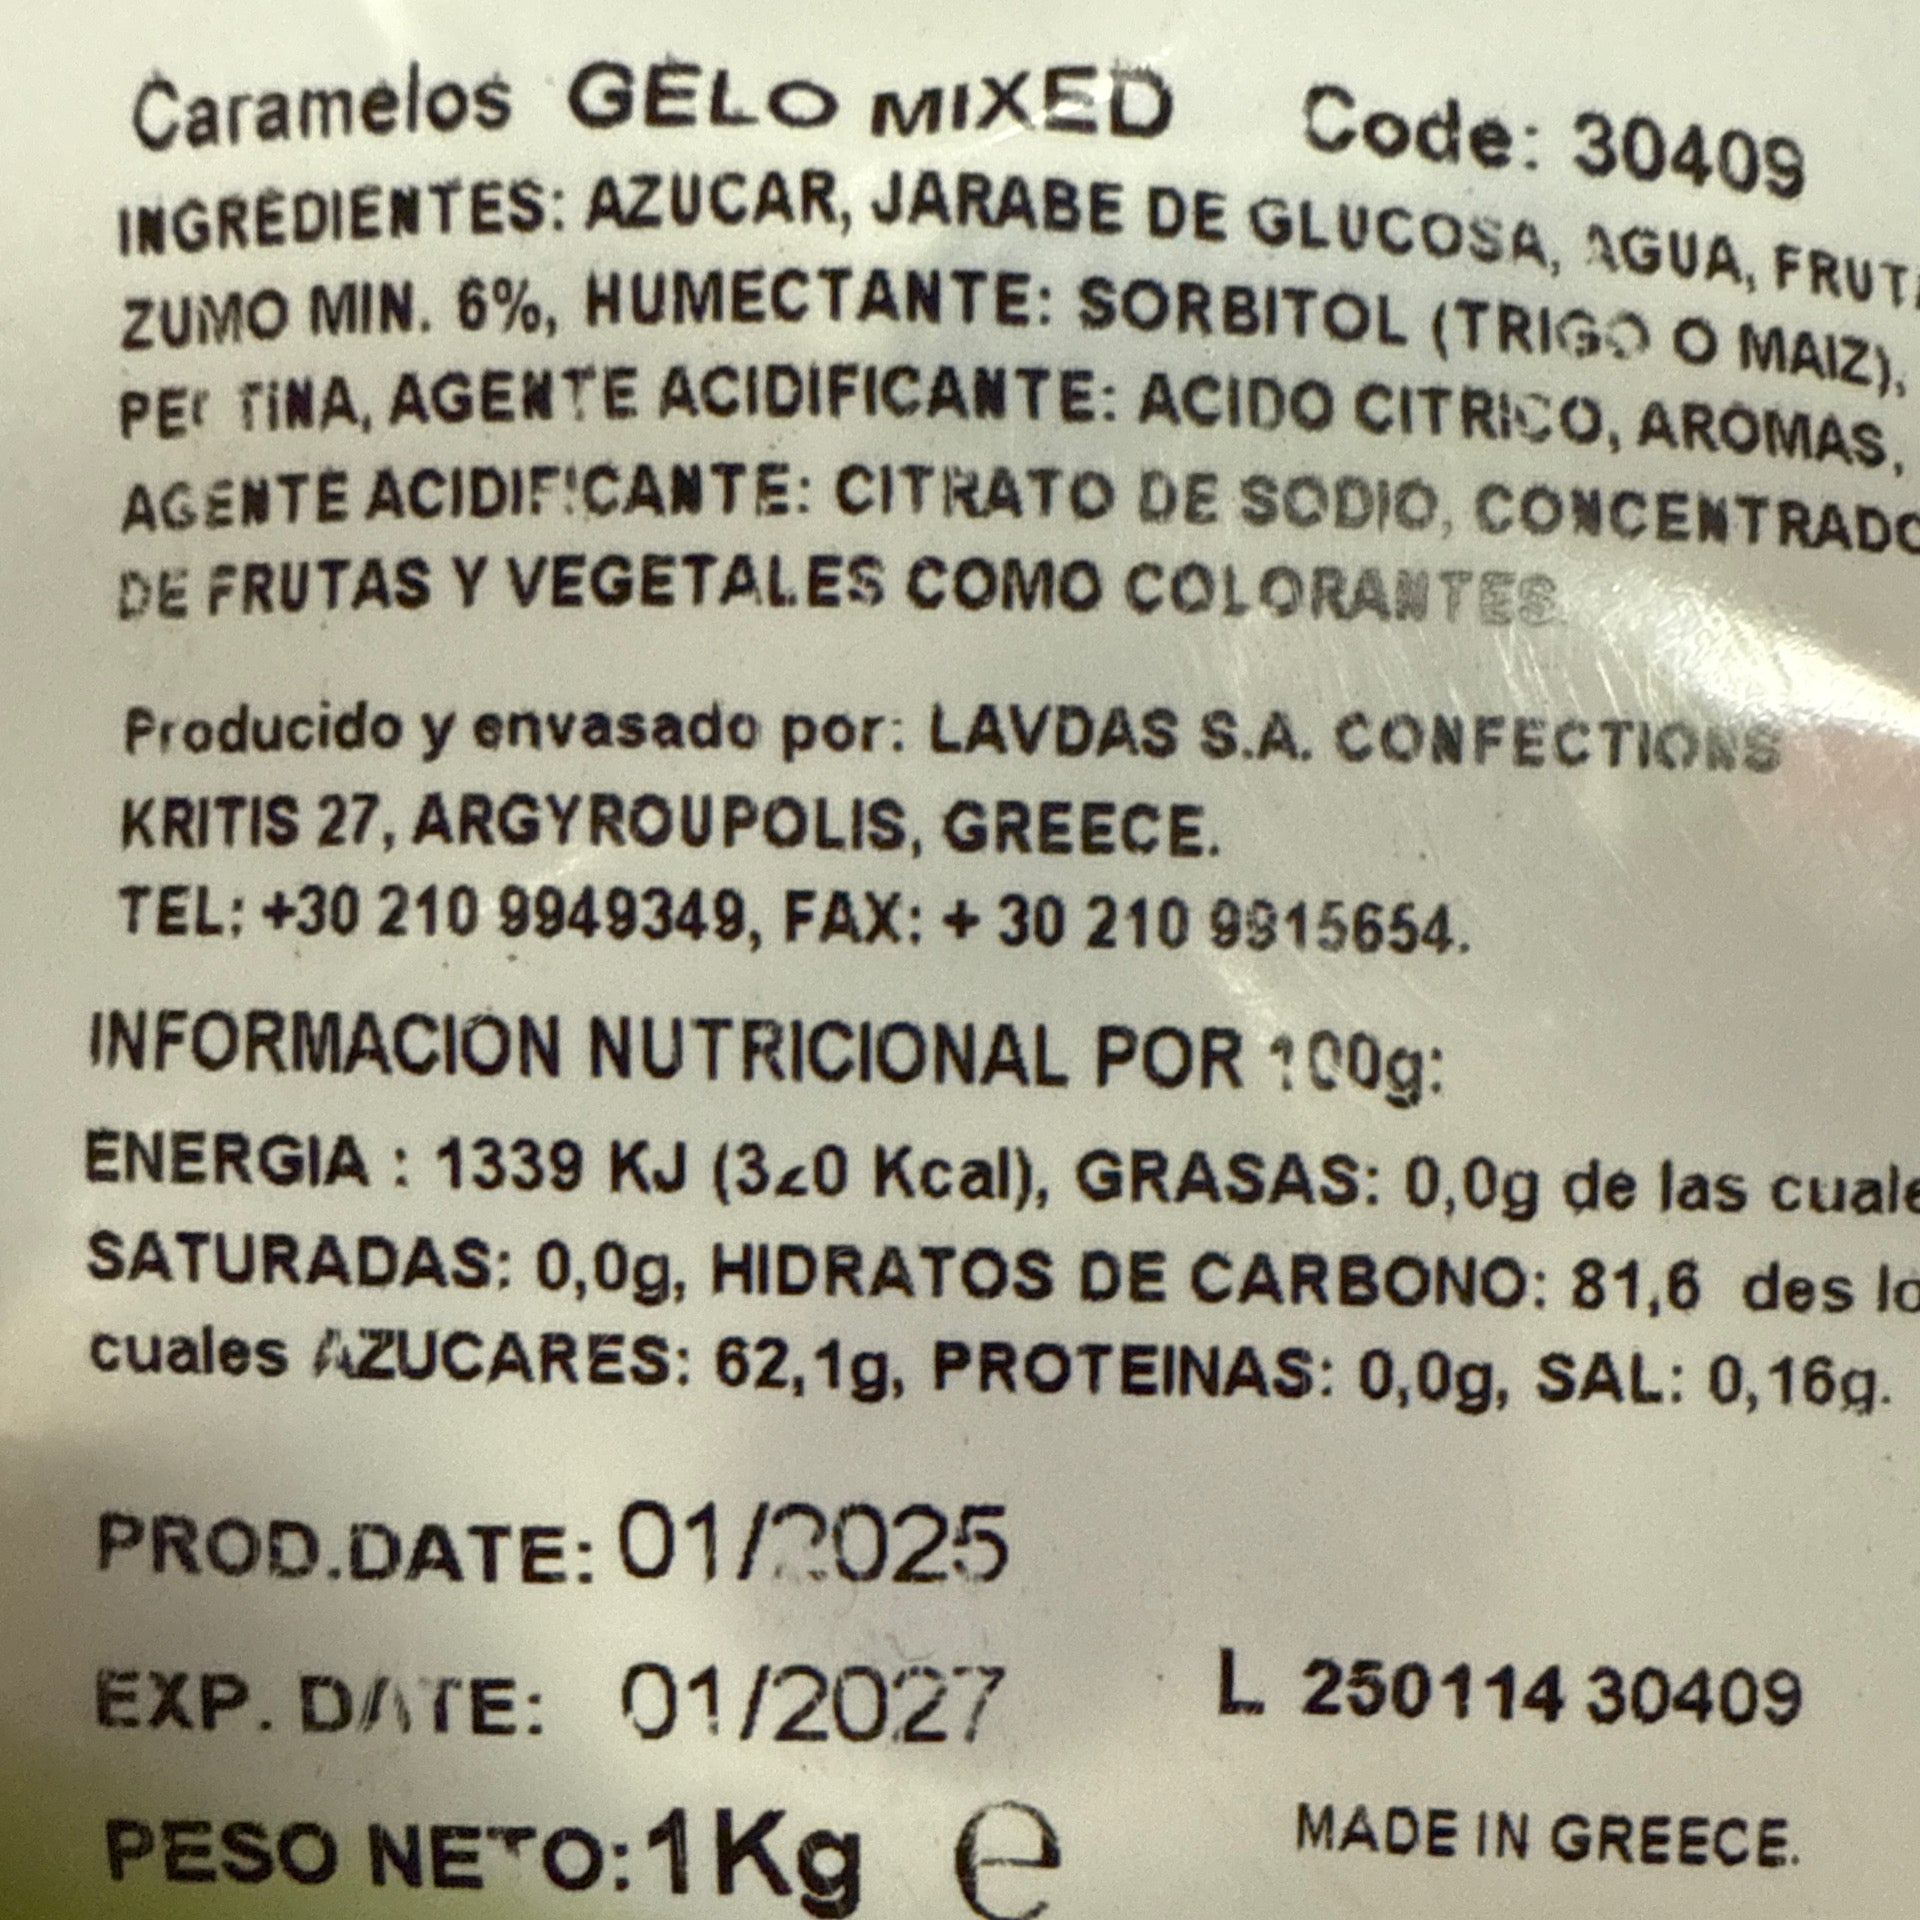 Caramelos GELO MIXED Code: 30409
INGREDIENTES: AZUCAR, JARABE DE GLUCOSA, AGUA, FRUTA
ZUMO MIN. 6%, HUMECTANTE: SORBITOL (TRIGO O MAIZ),
PECTINA, AGENTE ACIDIFICANTE: ACIDO CITRICO, AROMAS,
AGENTE ACIDIFICANTE: CITRATO DE SODIO, CONCENTRADO
DE FRUTAS Y VEGETALES COMO COLORANTES.
Producido y envasado por: LAVDAS S.A. CONFECTIONS
KRITIS 27, ARGYROUPOLIS, GREECE.
TEL: +30 210 9949349, FAX: + 30 210 9915654.
INFORMACION NUTRICIONAL POR 100g:
ENERGIA : 1339 KJ (320 Kcal), GRASAS: 0,0g de las cuale
SATURADAS: 0,0g, HIDRATOS DE CARBONO: 81,6 des lo
cuales AZUCARES: 62,1g, PROTEINAS: 0,0g, SAL: 0,16g.
PROD.DATE: 01/2025
EXP. DATE: 01/2027 L 250114 30409
PESO NETO: 1Kg e MADE IN GREECE.